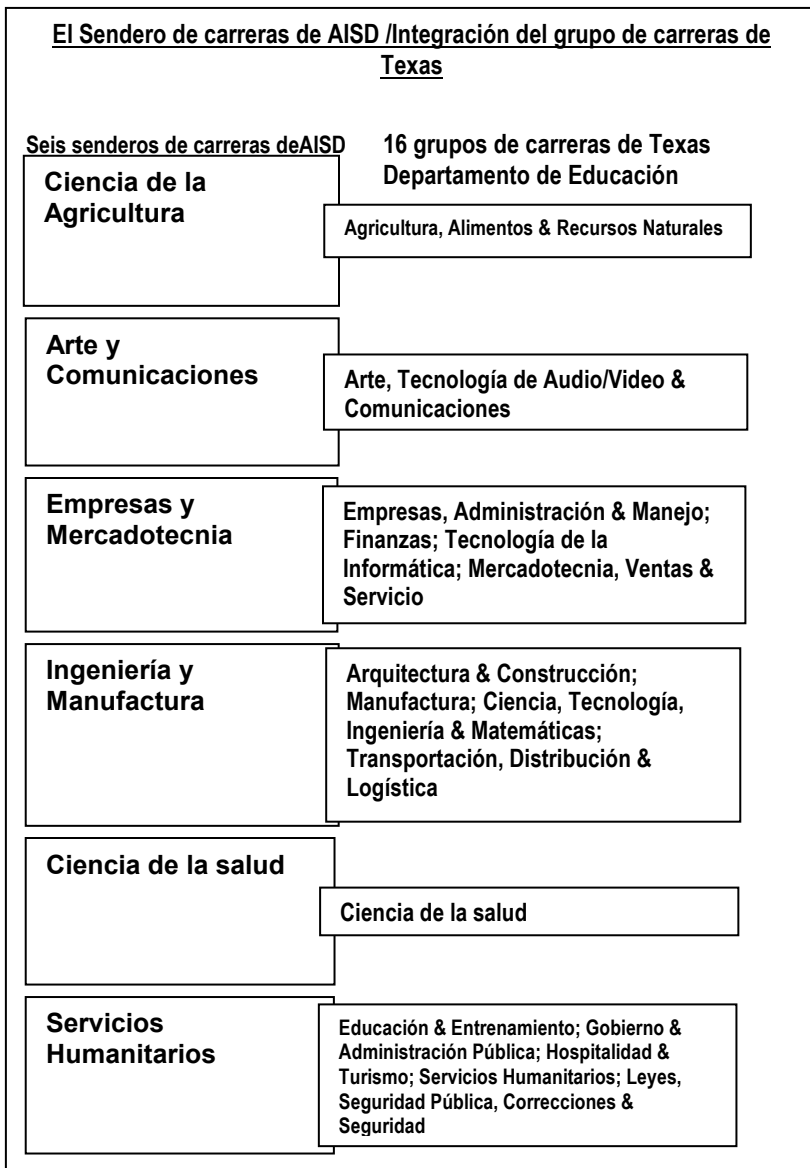 El Sendero de carreras de AISD /Integración del grupo de carreras de
Texas
Seis senderos de carreras deAISD
16 grupos de carreras de Texas
Departamento de Educación
Ciencia de la
Agricultura
Agricultura, Alimentos & Recursos Naturales
Arte y
Comunicaciones
Arte, Tecnología de Audio/Video &
Comunicaciones
Empresas y
Mercadotecnia
Empresas, Administración & Manejo;
Finanzas; Tecnología de la
Informática; Mercadotecnia, Ventas &
Servicio
Ingeniería y
Manufactura
Arquitectura & Construcción;
Manufactura; Ciencia, Tecnología,
Ingeniería & Matemáticas;
Transportación, Distribución &
Logística
Ciencia de la salud
Ciencia de la salud
Servicios
Humanitarios
Educación & Entrenamiento; Gobierno &
Administración Pública; Hospitalidad &
Turismo; Servicios Humanitarios; Leyes,
Seguridad Pública, Correcciones &
Seguridad